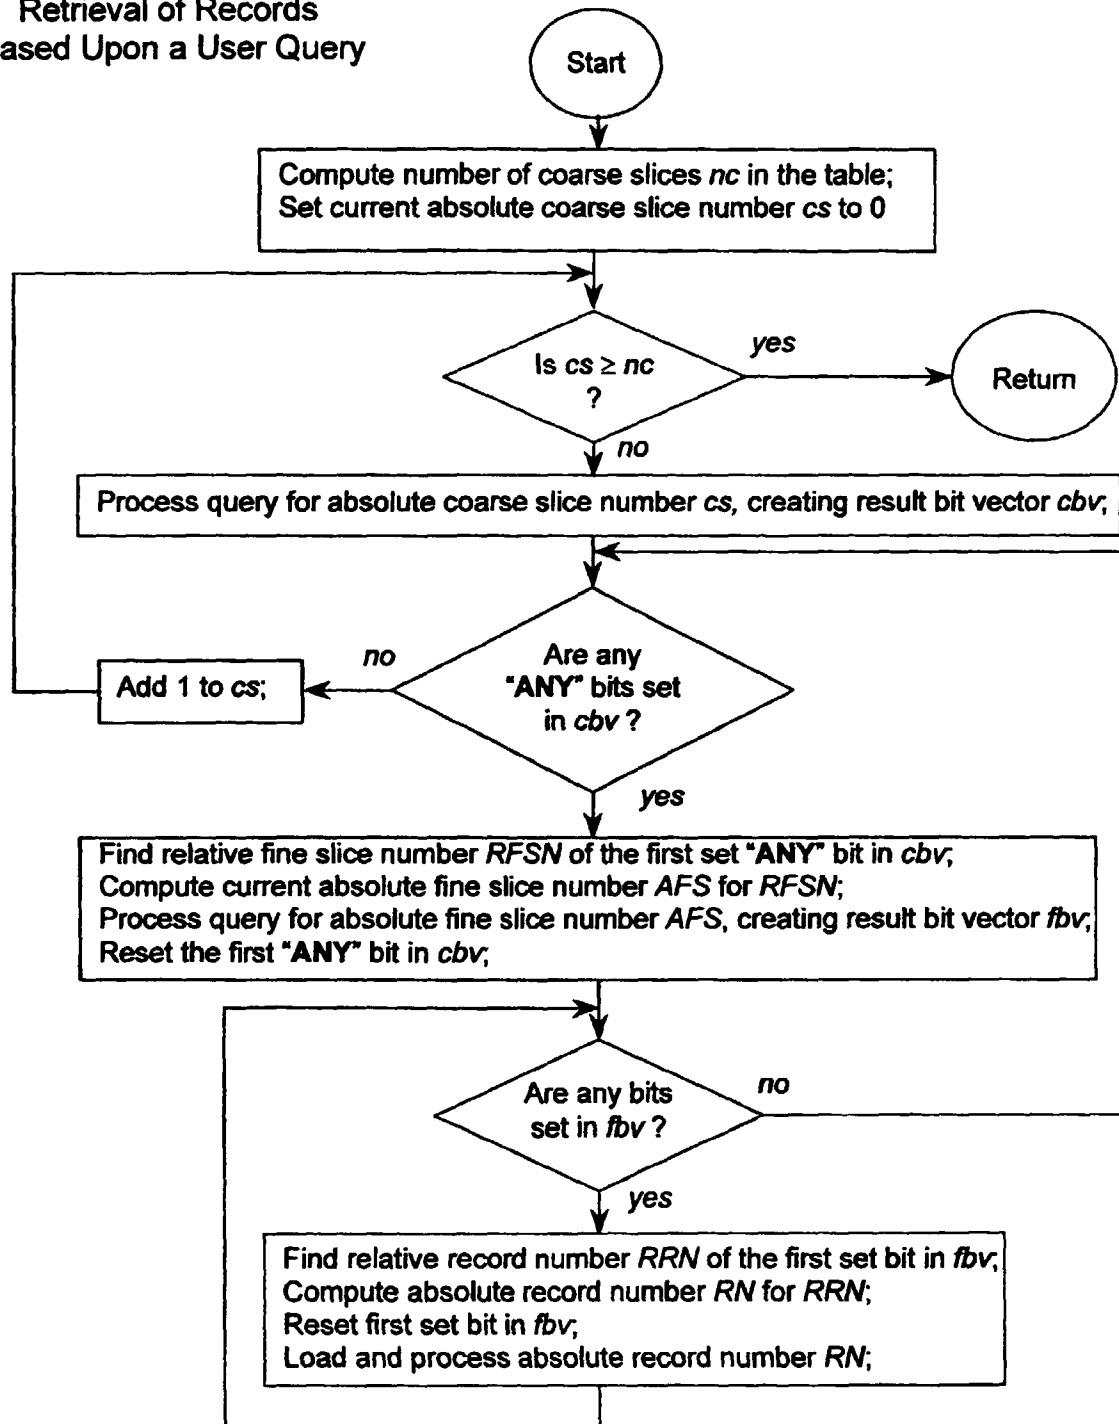 Retrieval of Records
ased Upon a User Query
Start
Compute number of coarse slices nc in the table;
Set current absolute coarse slice number cs to 0
Is cs ≥ nc
?
yes
Return
no
Process query for absolute coarse slice number cs, creating result bit vector cbv;
Are any
"ANY" bits set
in cbv ?
no
Add 1 to cs;
yes
Find relative fine slice number RFSN of the first set "ANY" bit in cbv;
Compute current absolute fine slice number AFS for RFSN;
Process query for absolute fine slice number AFS, creating result bit vector fbv;
Reset the first "ANY" bit in cbv;
Are any bits
set in fbv ?
no
yes
Find relative record number RRN of the first set bit in fbv;
Compute absolute record number RN for RRN;
Reset first set bit in fbv;
Load and process absolute record number RN;